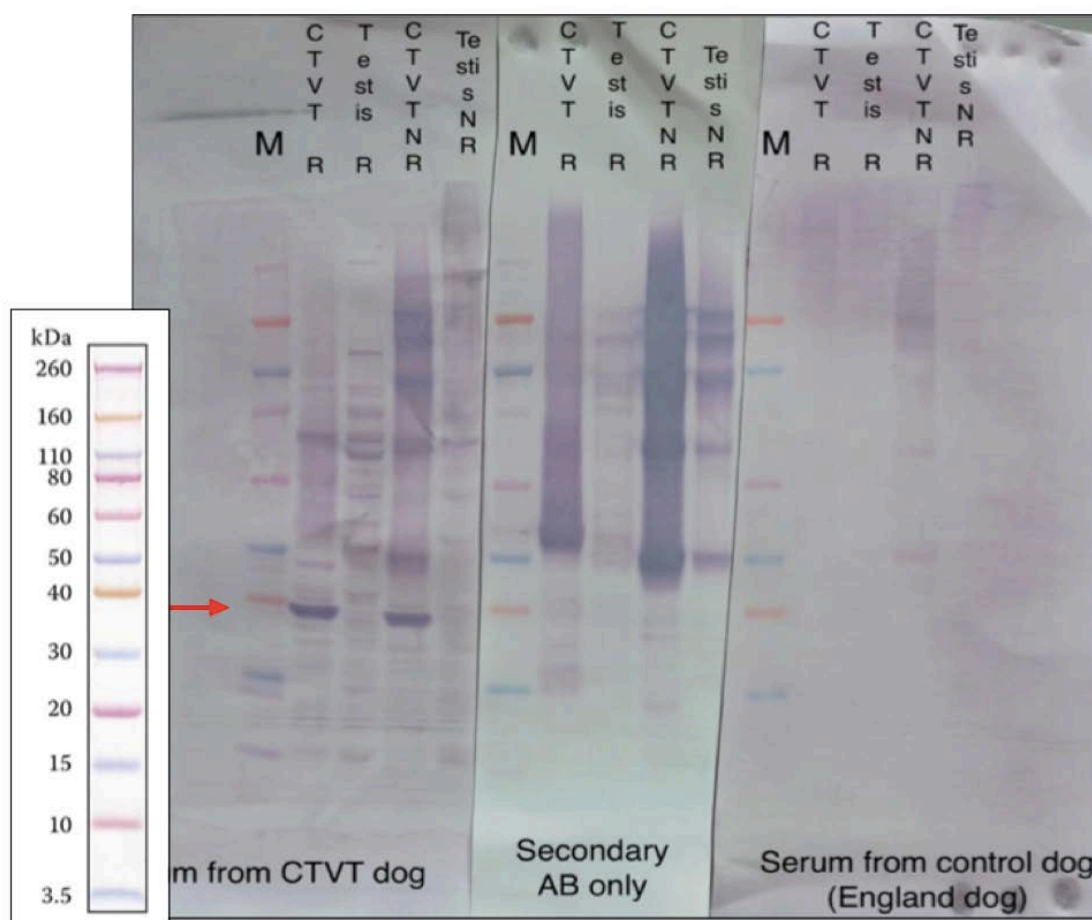 C
T
V
T
R
T
e
st
is
R
C
T
V
T
N
R
Te
sti
s
N
R
M
C
T
V
T
R
T
e
st
is
R
C
T
V
T
N
R
Te
sti
s
N
R
M
C
T
V
T
R
T
e
st
is
R
C
T
V
T
N
R
Te
sti
s
N
R
M
kDa
260
160
110
80
60
50
40
30
20
15
10
3.5
m from CTVT dog
Secondary
AB only
Serum from control dog
(England dog)